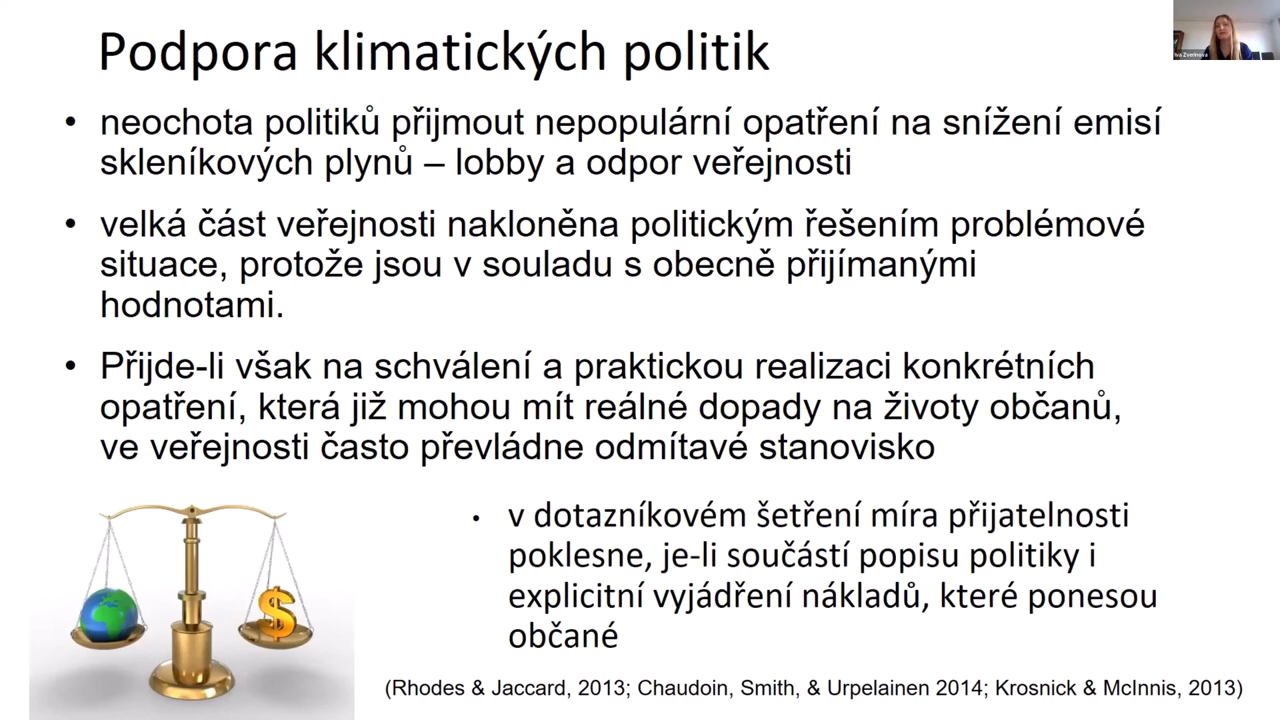 Podpora klimatických politik
Iva Zvěřinová
• neochota politiků přijmout nepopulární opatření na snížení emisí
skleníkových plynů – lobby a odpor veřejnosti
• velká část veřejnosti nakloněna politickým řešením problémové
situace, protože jsou v souladu s obecně přijímanými
hodnotami.
• Přijde-li však na schválení a praktickou realizaci konkrétních
opatření, která již mohou mít reálné dopady na životy občanů,
ve veřejnosti často převládne odmítavé stanovisko
• v dotazníkovém šetření míra přijatelnosti
poklesne, je-li součástí popisu politiky i
explicitní vyjádření nákladů, které ponesou
občané
$
(Rhodes & Jaccard, 2013; Chaudoin, Smith, & Urpelainen 2014; Krosnick & McInnis, 2013)